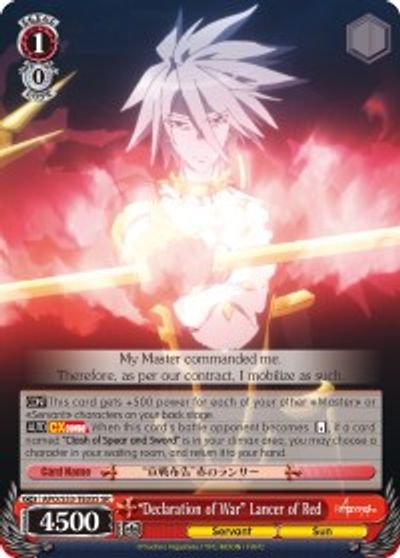 1
0
My Master commanded me.
Therefore, as per our contract, I mobilize as such.
This card gets +500 power for each of your other «Master» or
«Servant» characters on your back stage.
AUTO CX COMBO When this card's battle opponent becomes, if a card
named "Clash of Spear and Sword" is in your climax area, you may choose a
character in your waiting room, and return it to your hand.
Card Name "宣戦布告"赤のランサー
"Declaration of War" Lancer of Red
4500
Servant Sun